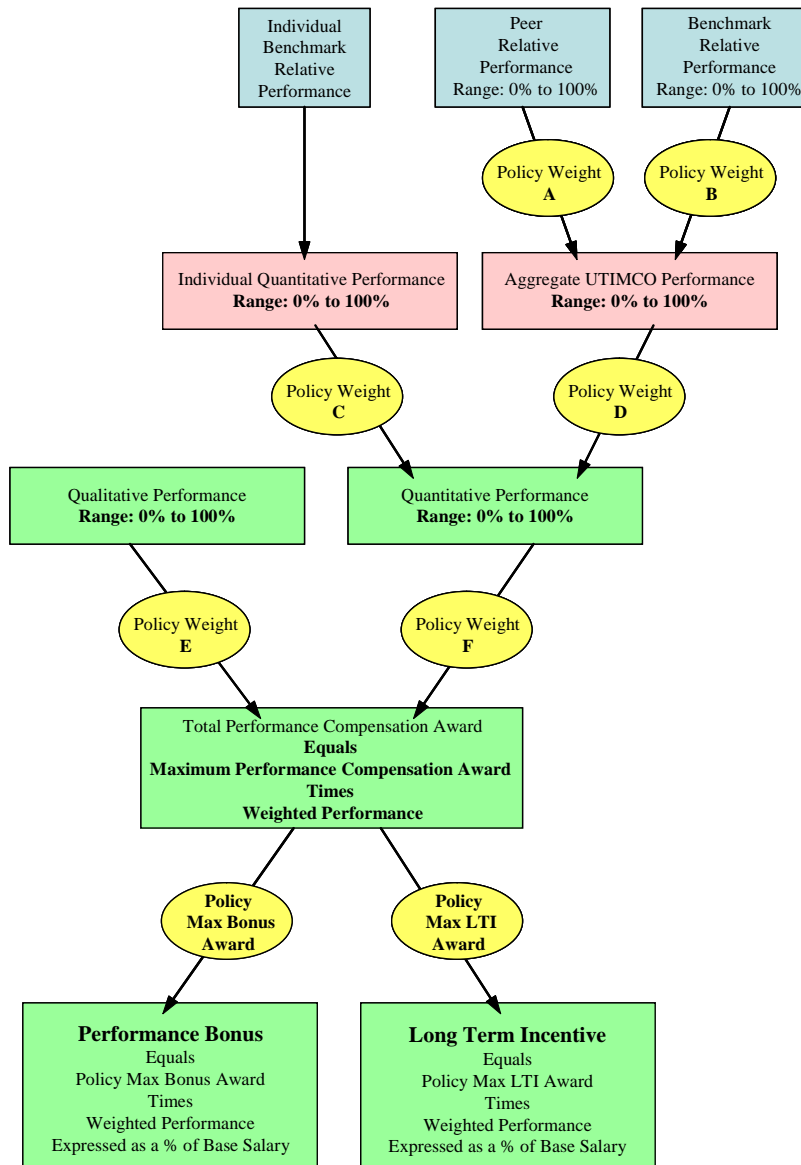 Individual
Benchmark
Relative
Performance
Peer
Relative
Performance
Range: 0% to 100%
Benchmark
Relative
Performance
Range: 0% to 100%
Policy Weight
A
Policy Weight
B
Individual Quantitative Performance
Range: 0% to 100%
Aggregate UTIMCO Performance
Range: 0% to 100%
Policy Weight
C
Policy Weight
D
Qualitative Performance
Range: 0% to 100%
Quantitative Performance
Range: 0% to 100%
Policy Weight
E
Policy Weight
F
Total Performance Compensation Award
Equals
Maximum Performance Compensation Award
Times
Weighted Performance
Policy
Max Bonus
Award
Policy
Max LTI
Award
Performance Bonus
Equals
Policy Max Bonus Award
Times
Weighted Performance
Expressed as a % of Base Salary
Long Term Incentive
Equals
Policy Max LTI Award
Times
Weighted Performance
Expressed as a % of Base Salary